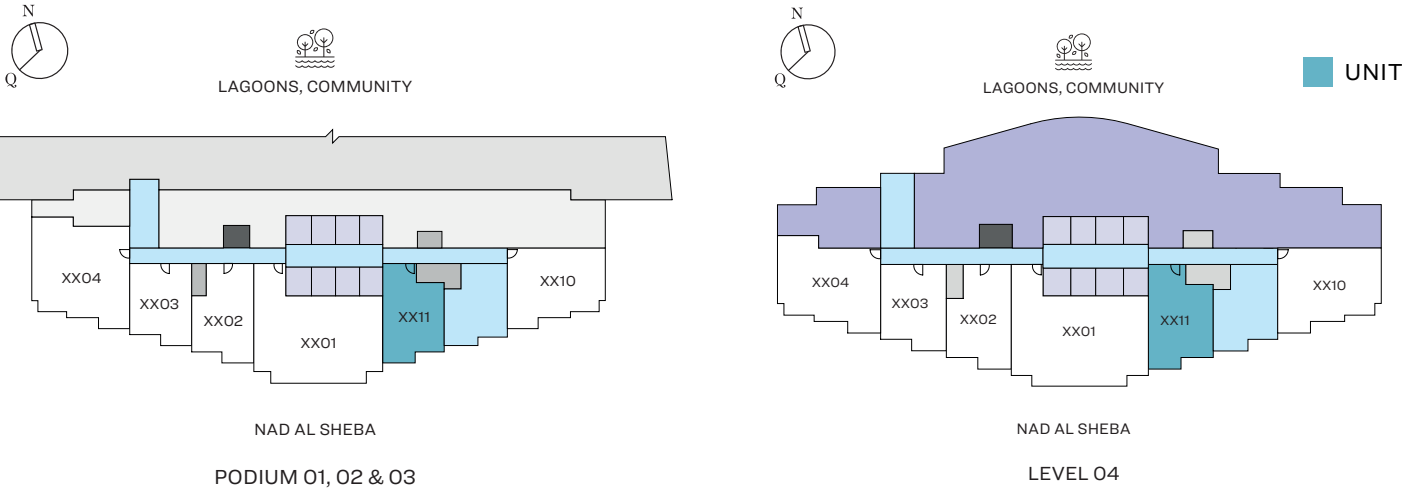 N
Q
LAGOONS, COMMUNITY
XX04
XX03
XX02
XX01
XX11
XX10
NAD AL SHEBA
PODIUM 01, 02 & 03
N
Q
LAGOONS, COMMUNITY
UNIT
XX04
XX03
XX02
XX01
XX11
XX10
NAD AL SHEBA
LEVEL 04